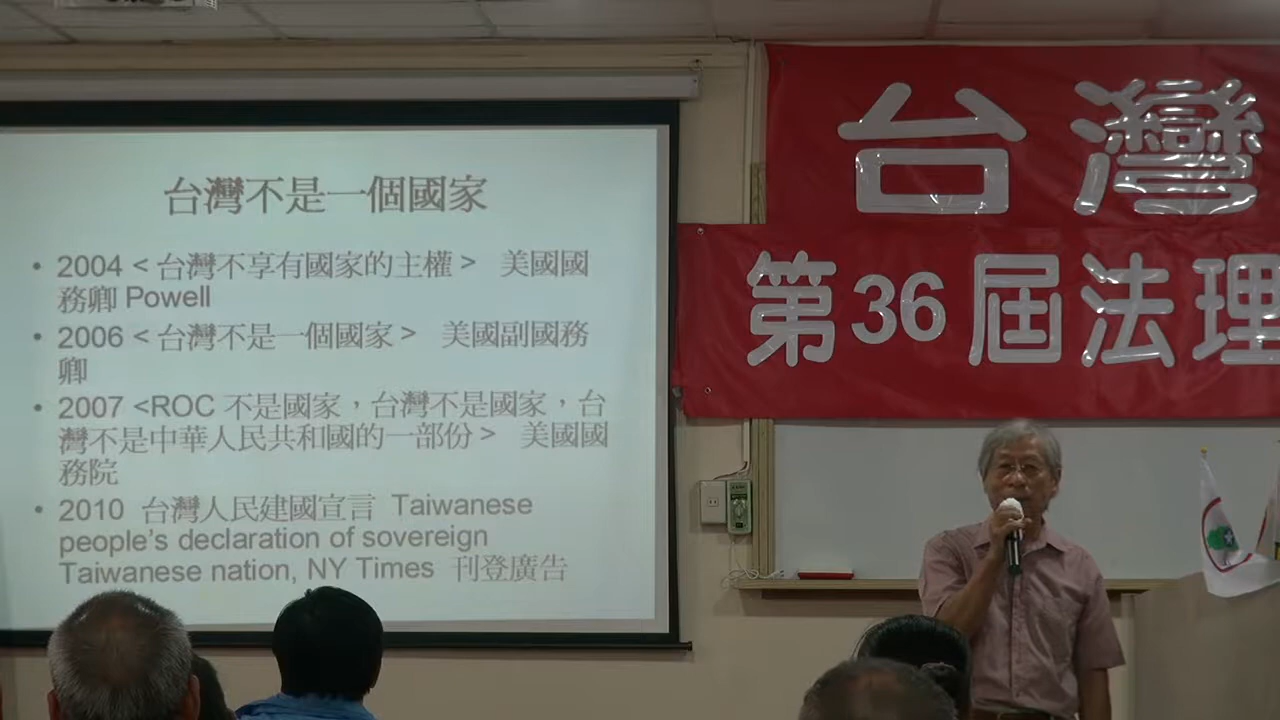 台灣不是一個國家
• 2004 < 台灣不享有國家的主權 > 美國國
務卿 Powell
• 2006 < 台灣不是一個國家 > 美國副國務
卿
• 2007 <ROC 不是國家，台灣不是國家，台
灣不是中華人民共和國的一部份 > 美國國
務院
• 2010 台灣人民建國宣言 Taiwanese
people’s declaration of sovereign
Taiwanese nation, NY Times 刊登廣告
台灣
第36屆法理